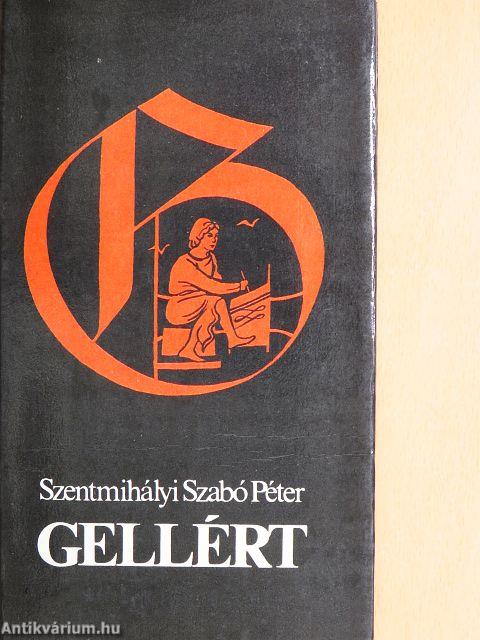 G
Szentmihályi Szabó Péter
GELLÉRT
Antikvárium.hu